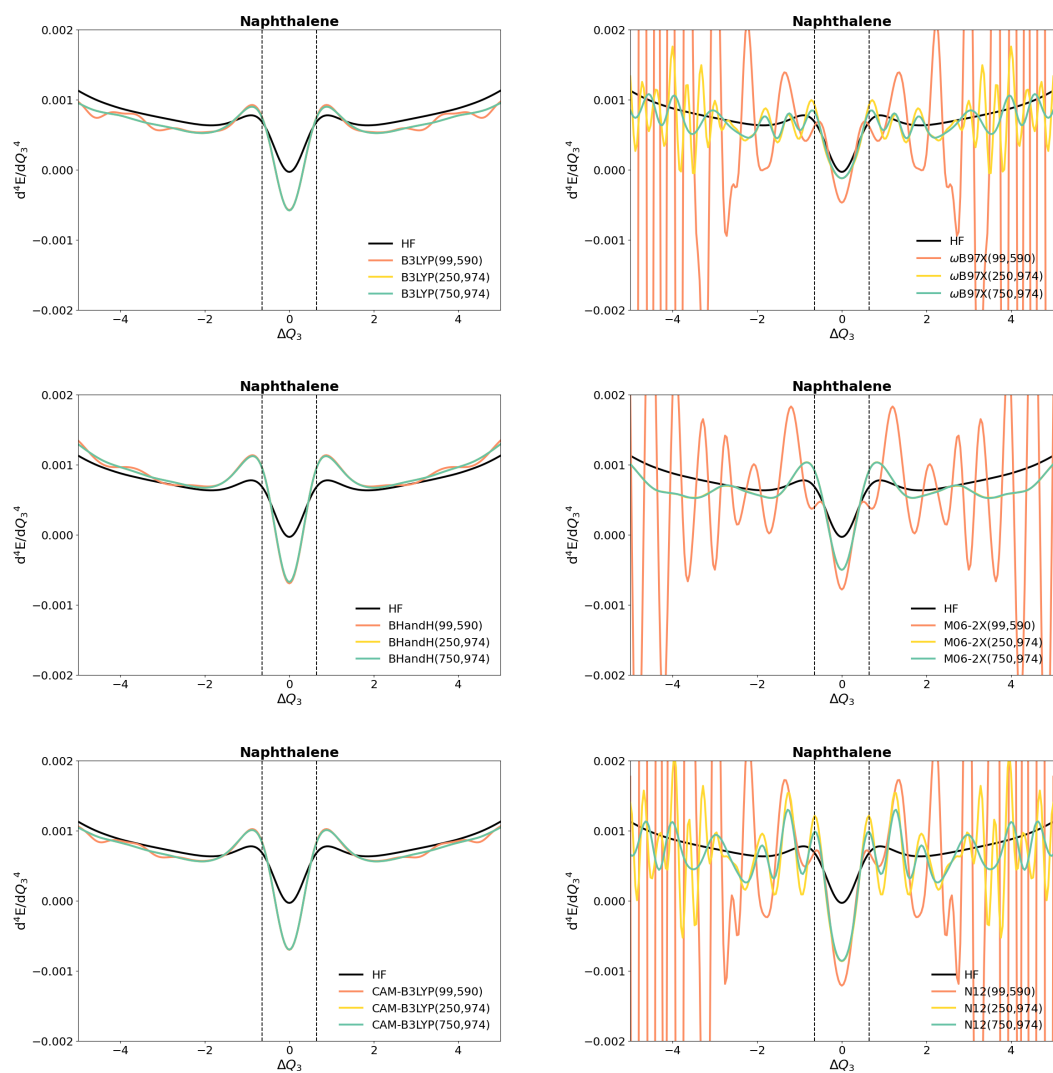 Naphthalene
0.002
0.001
0.000
−0.001
−0.002
d⁴E/dQ₃⁴
HF
B3LYP(99,590)
B3LYP(250,974)
B3LYP(750,974)
−4 −2 0 2 4
ΔQ₃
Naphthalene
0.002
0.001
0.000
−0.001
−0.002
d⁴E/dQ₃⁴
HF
ωB97X(99,590)
ωB97X(250,974)
ωB97X(750,974)
−4 −2 0 2 4
ΔQ₃
Naphthalene
0.002
0.001
0.000
−0.001
−0.002
d⁴E/dQ₃⁴
HF
BHandH(99,590)
BHandH(250,974)
BHandH(750,974)
−4 −2 0 2 4
ΔQ₃
Naphthalene
0.002
0.001
0.000
−0.001
−0.002
d⁴E/dQ₃⁴
HF
M06-2X(99,590)
M06-2X(250,974)
M06-2X(750,974)
−4 −2 0 2 4
ΔQ₃
Naphthalene
0.002
0.001
0.000
−0.001
−0.002
d⁴E/dQ₃⁴
HF
CAM-B3LYP(99,590)
CAM-B3LYP(250,974)
CAM-B3LYP(750,974)
−4 −2 0 2 4
ΔQ₃
Naphthalene
0.002
0.001
0.000
−0.001
−0.002
d⁴E/dQ₃⁴
HF
N12(99,590)
N12(250,974)
N12(750,974)
−4 −2 0 2 4
ΔQ₃